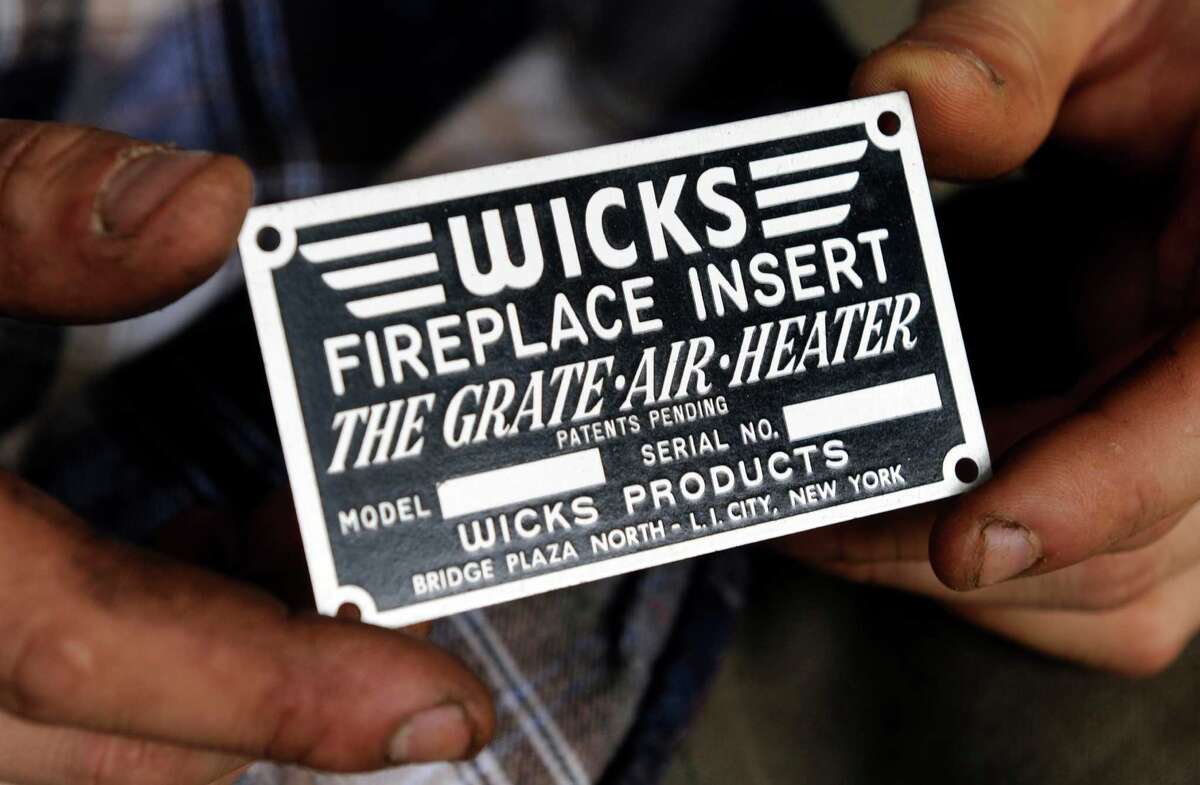 WICKS
FIREPLACE INSERT
THE GRATE·AIR·HEATER
PATENTS PENDING
MODEL SERIAL NO.
WICKS PRODUCTS
BRIDGE PLAZA NORTH - L.I. CITY, NEW YORK